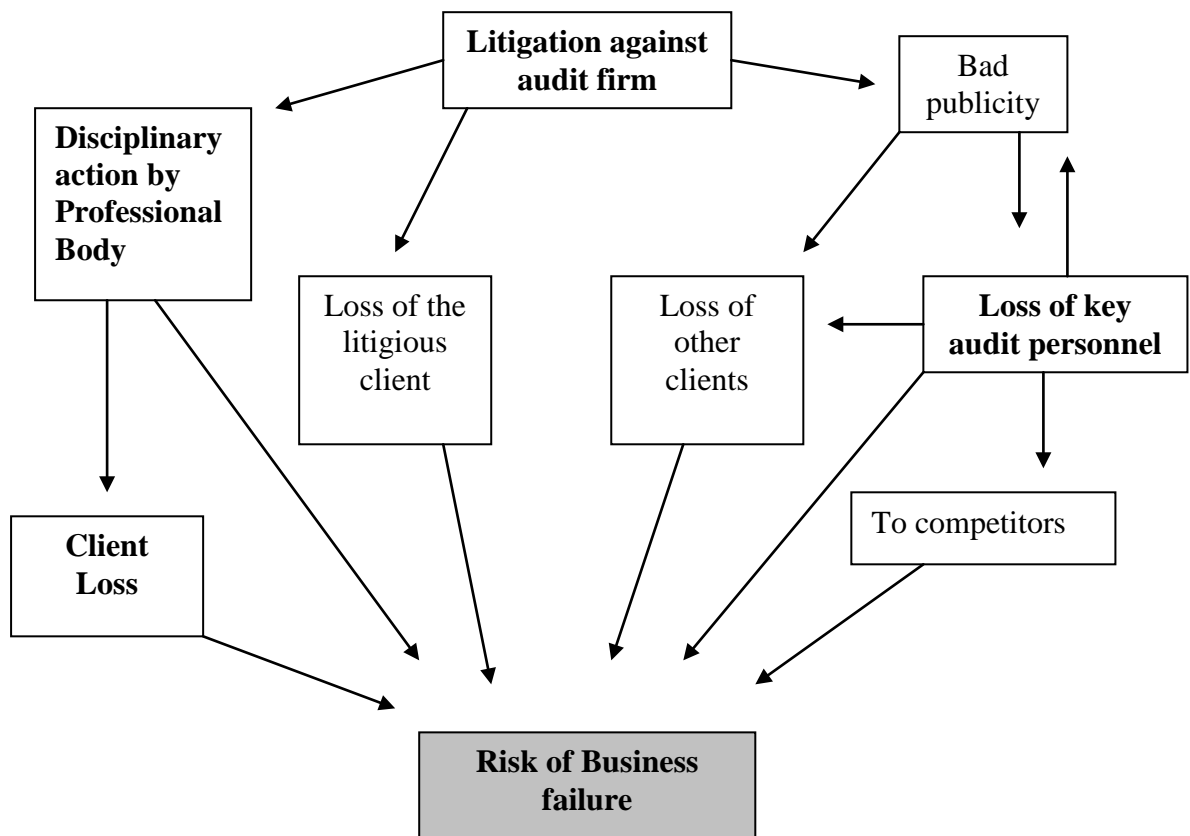 Litigation against
audit firm
Bad
publicity
Disciplinary
action by
Professional
Body
Loss of the
litigious
client
Loss of
other
clients
Loss of key
audit personnel
To competitors
Client
Loss
Risk of Business
failure